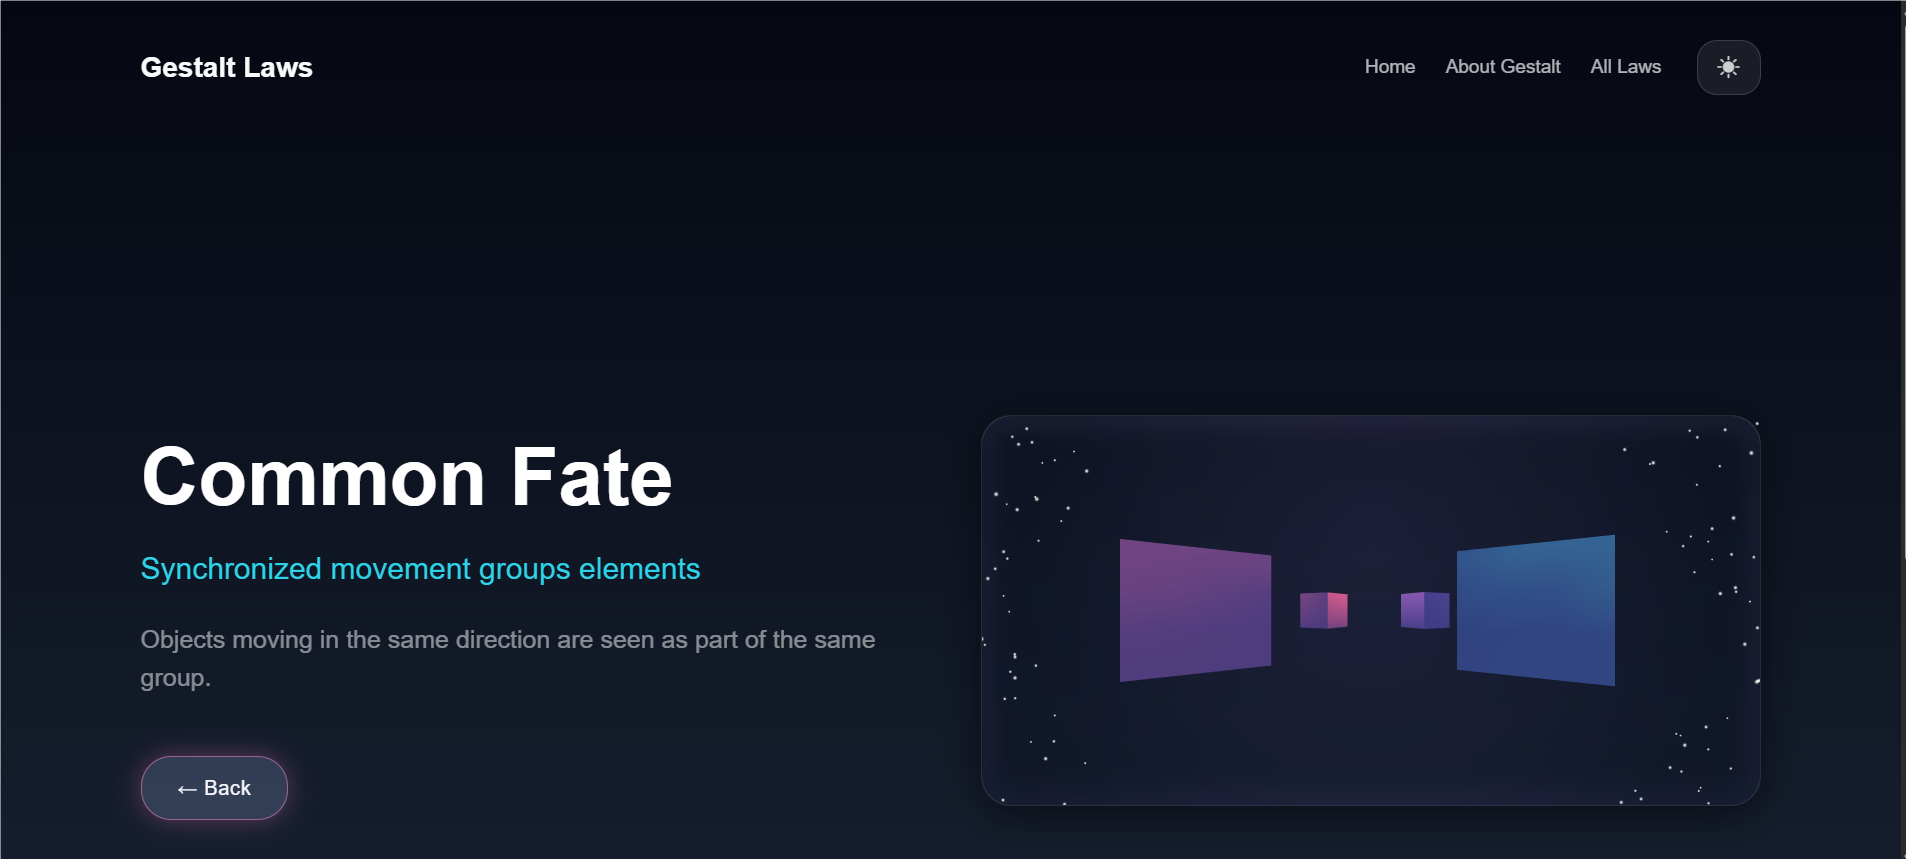 Gestalt Laws
Home
About Gestalt
All Laws
Common Fate
Synchronized movement groups elements
Objects moving in the same direction are seen as part of the same
group.
← Back